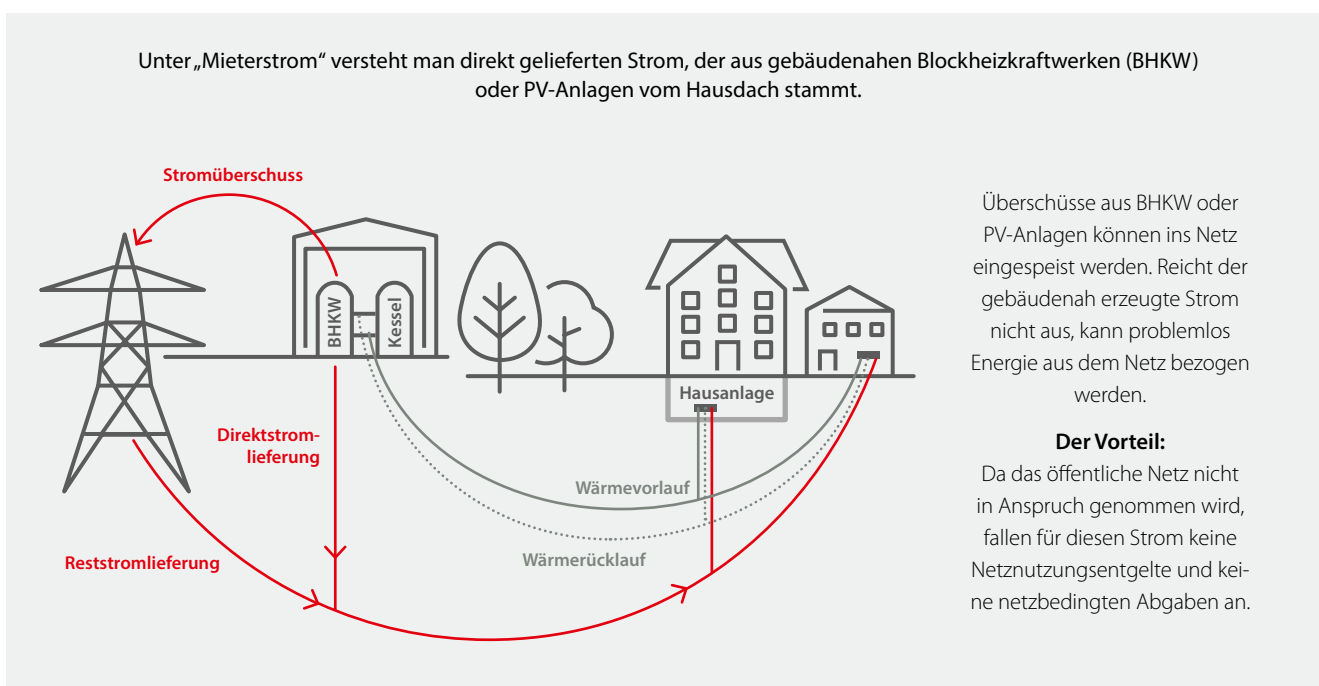 Unter „Mieterstrom“ versteht man direkt gelieferten Strom, der aus gebäudenahen Blockheizkraftwerken (BHKW)
oder PV-Anlagen vom Hausdach stammt.
Stromüberschuss
BHKW
Kessel
Hausanlage
Direktstrom-
lieferung
Wärmevorlauf
Wärmerücklauf
Reststromlieferung
Überschüsse aus BHKW oder
PV-Anlagen können ins Netz
eingespeist werden. Reicht der
gebäudenah erzeugte Strom
nicht aus, kann problemlos
Energie aus dem Netz bezogen
werden.
Der Vorteil:
Da das öffentliche Netz nicht
in Anspruch genommen wird,
fallen für diesen Strom keine
Netznutzungsentgelte und kei-
ne netzbedingten Abgaben an.